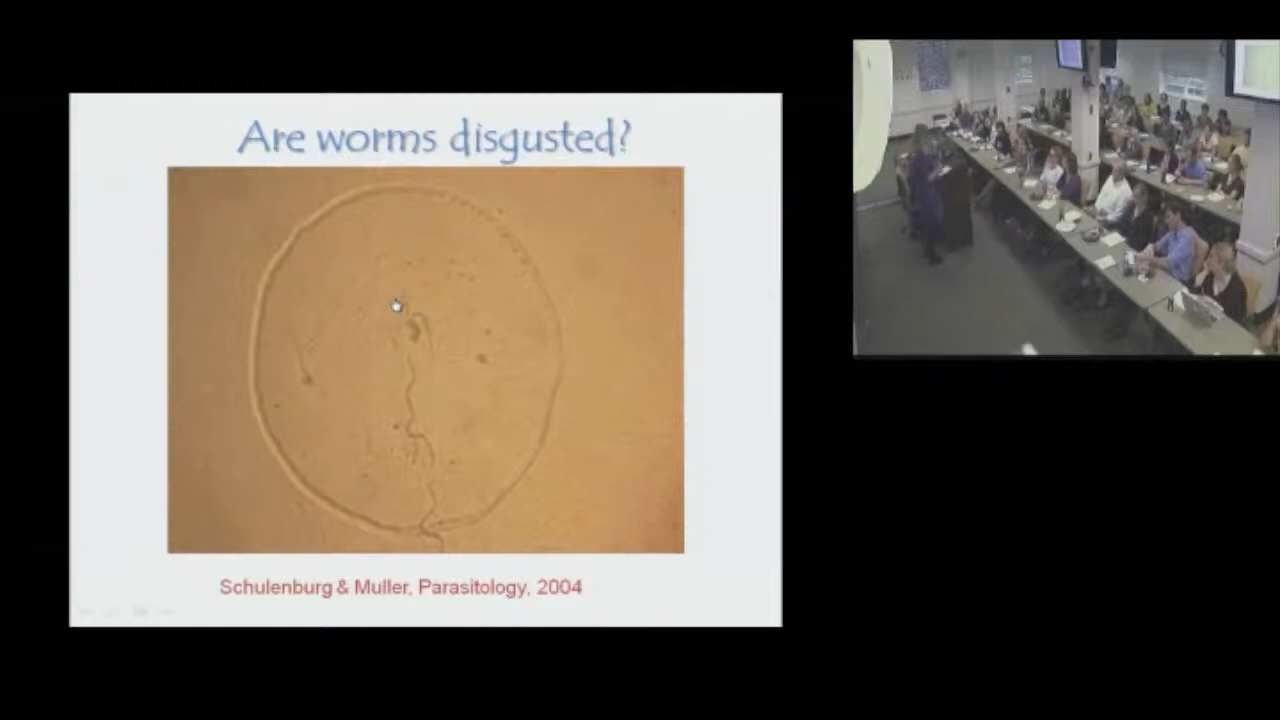 Are worms disgusted?
Schulenburg & Muller, Parasitology, 2004